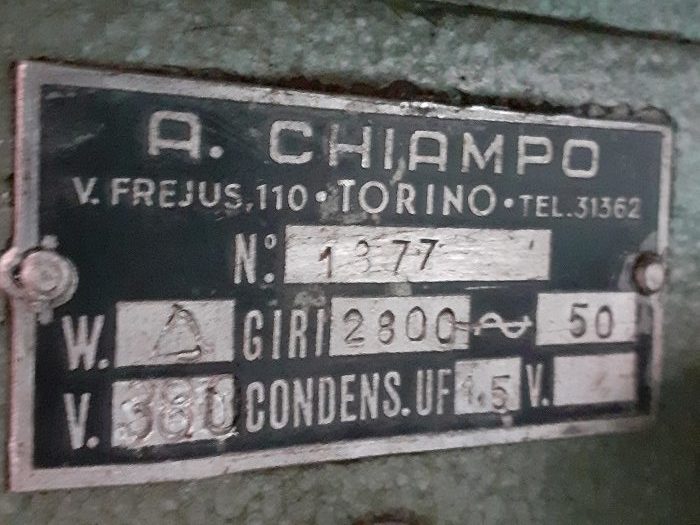 A. CHIAMPO
V. FREJUS, 110 • TORINO • TEL. 31362
N.º 1377
W. △ GIRI 2800 ~ 50
V. 380 CONDENS. UF 1.5 V.